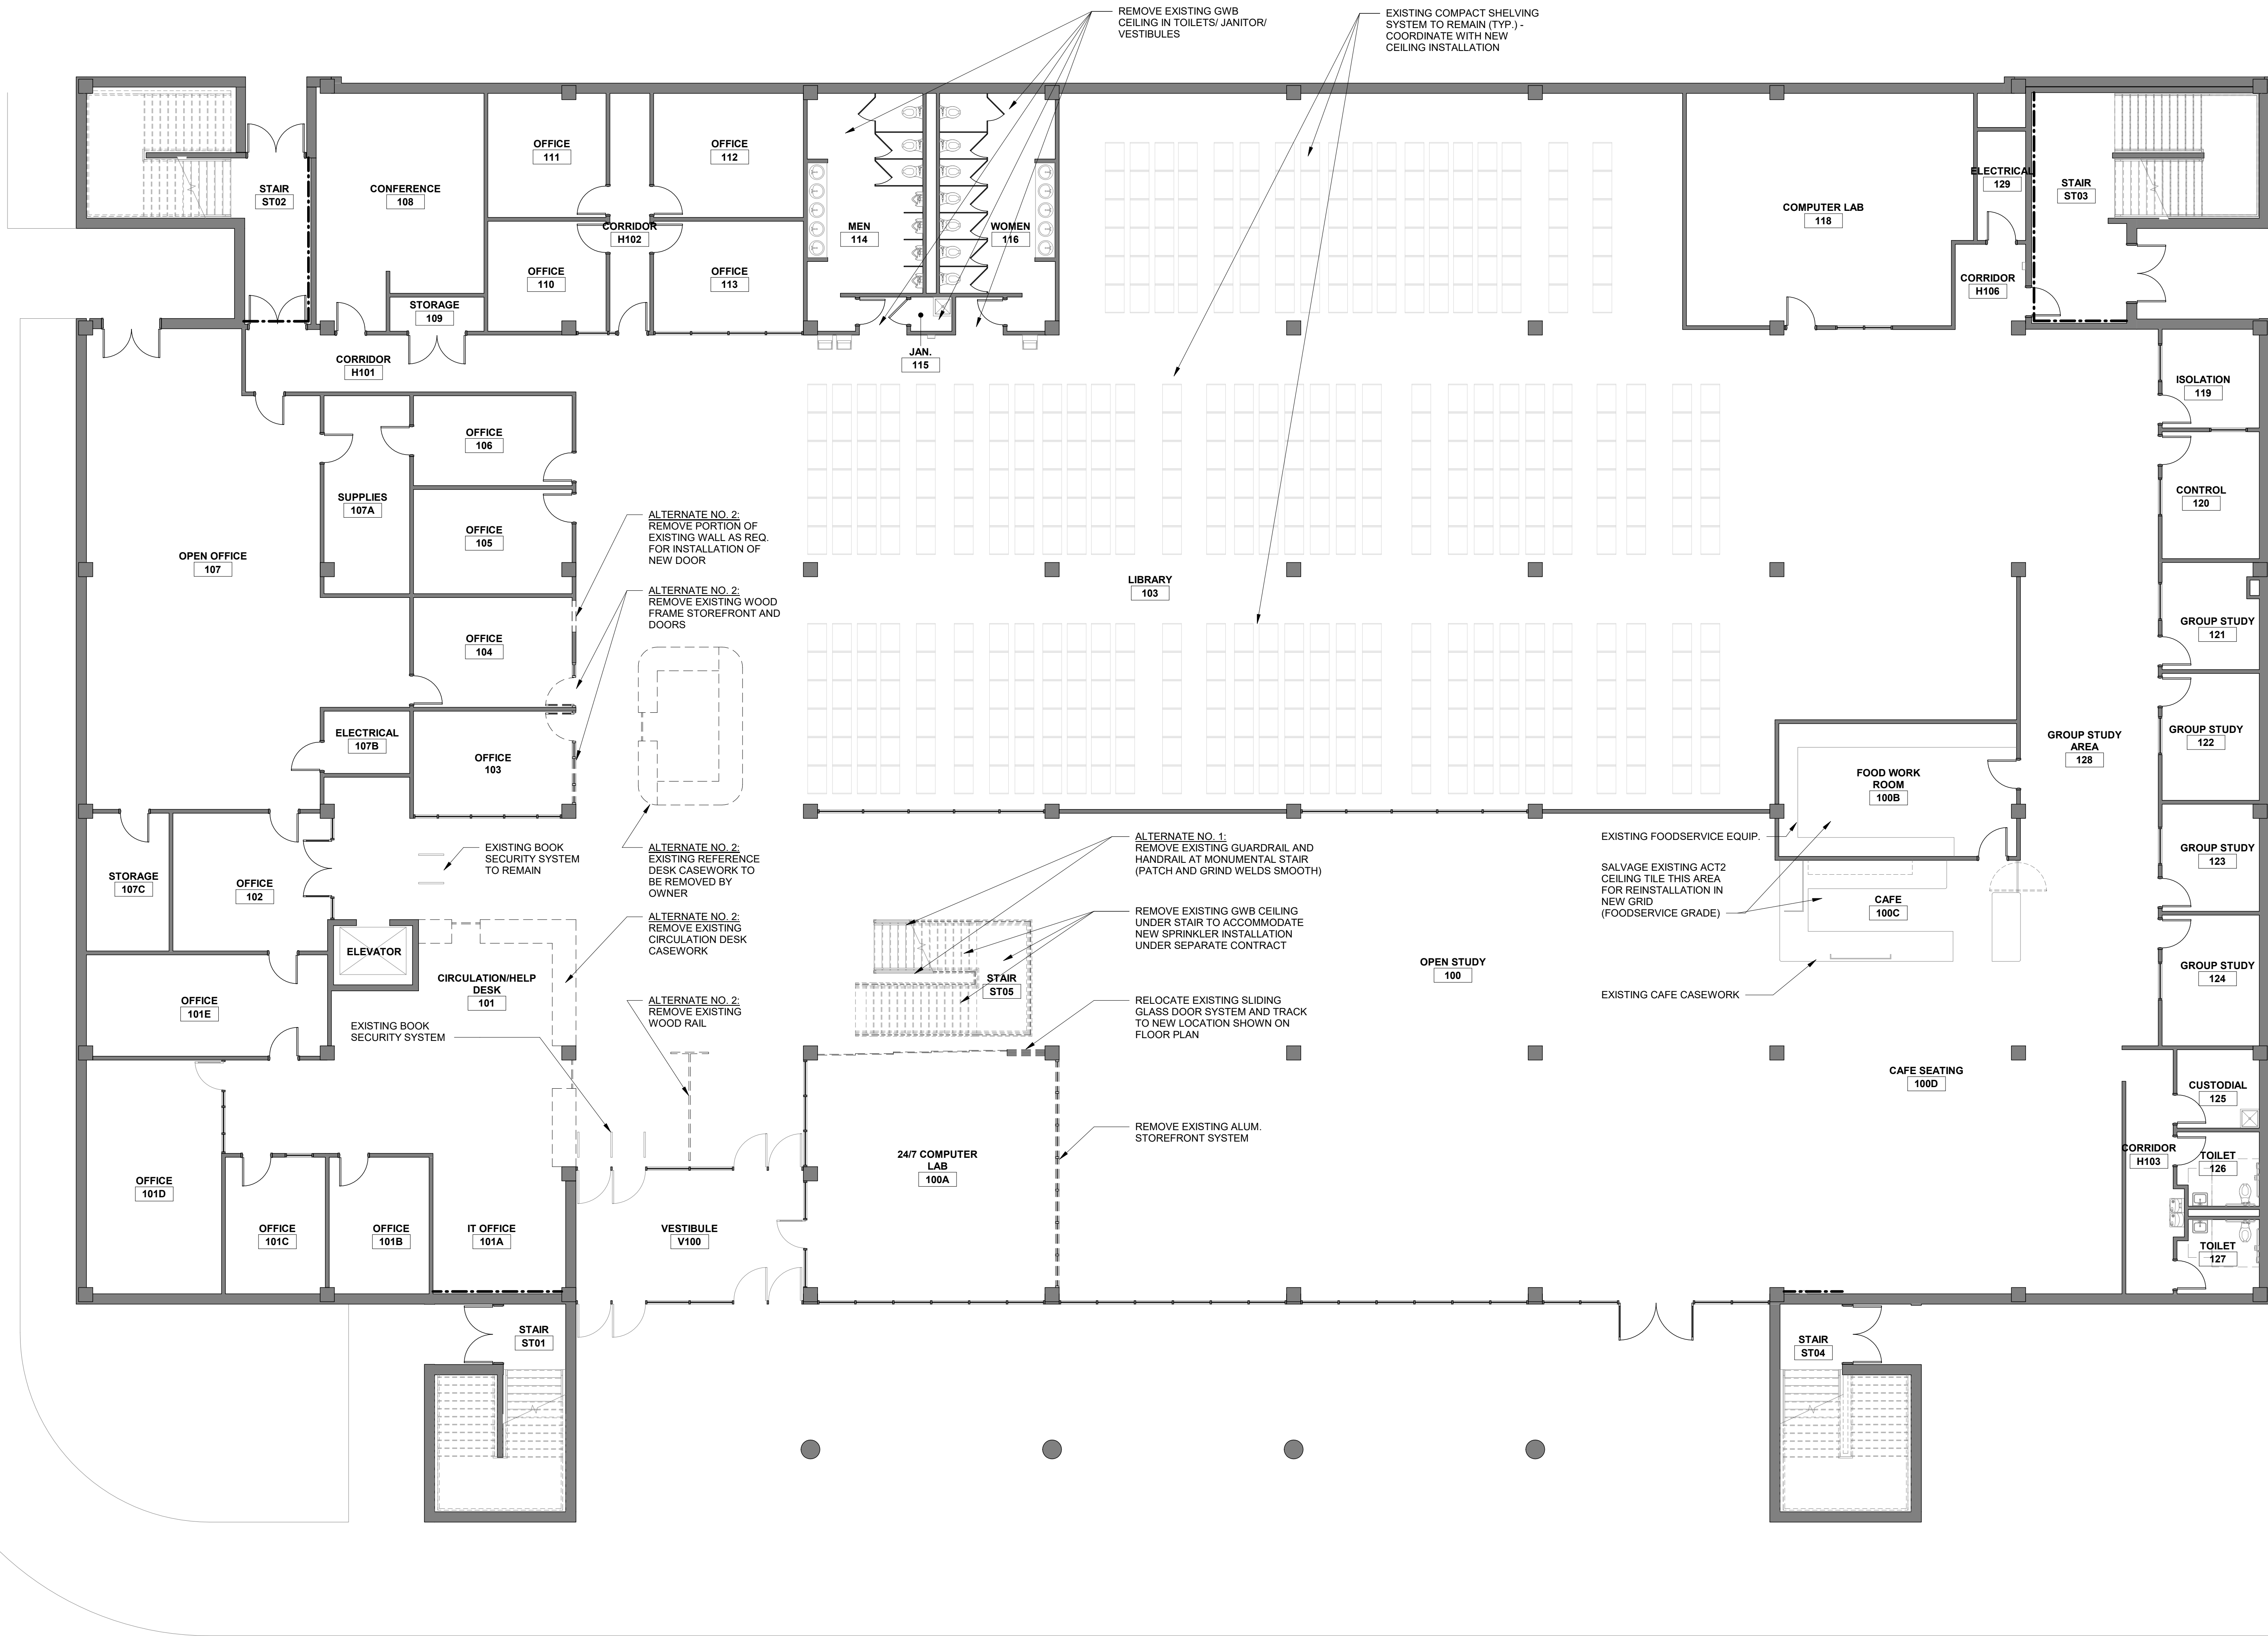 REMOVE EXISTING GWB
CEILING IN TOILETS/ JANITOR/
VESTIBULES
EXISTING COMPACT SHELVING
SYSTEM TO REMAIN (TYP.) -
COORDINATE WITH NEW
CEILING INSTALLATION
STAIR
ST02
CONFERENCE
108
OFFICE
111
OFFICE
112
CORRIDOR
H102
OFFICE
110
OFFICE
113
STORAGE
109
MEN
114
WOMEN
116
JAN.
115
COMPUTER LAB
118
ELECTRICAL
129
STAIR
ST03
CORRIDOR
H106
CORRIDOR
H101
ISOLATION
119
OFFICE
106
SUPPLIES
107A
OFFICE
105
CONTROL
120
OPEN OFFICE
107
ALTERNATE NO. 2:
REMOVE PORTION OF
EXISTING WALL AS REQ.
FOR INSTALLATION OF
NEW DOOR
ALTERNATE NO. 2:
REMOVE EXISTING WOOD
FRAME STOREFRONT AND
DOORS
LIBRARY
103
OFFICE
104
GROUP STUDY
121
ELECTRICAL
107B
OFFICE
103
GROUP STUDY
AREA
128
GROUP STUDY
122
FOOD WORK
ROOM
100B
EXISTING BOOK
SECURITY SYSTEM
TO REMAIN
ALTERNATE NO. 2:
EXISTING REFERENCE
DESK CASEWORK TO
BE REMOVED BY
OWNER
ALTERNATE NO. 1:
REMOVE EXISTING GUARDRAIL AND
HANDRAIL AT MONUMENTAL STAIR
(PATCH AND GRIND WELDS SMOOTH)
EXISTING FOODSERVICE EQUIP.
SALVAGE EXISTING ACT2
CEILING TILE THIS AREA
FOR REINSTALLATION IN
NEW GRID
(FOODSERVICE GRADE)
GROUP STUDY
123
STORAGE
107C
OFFICE
102
CAFE
100C
ALTERNATE NO. 2:
REMOVE EXISTING
CIRCULATION DESK
CASEWORK
REMOVE EXISTING GWB CEILING
UNDER STAIR TO ACCOMMODATE
NEW SPRINKLER INSTALLATION
UNDER SEPARATE CONTRACT
ELEVATOR
CIRCULATION/HELP
DESK
101
STAIR
ST05
OPEN STUDY
100
GROUP STUDY
124
OFFICE
101E
EXISTING CAFE CASEWORK
ALTERNATE NO. 2:
REMOVE EXISTING
WOOD RAIL
RELOCATE EXISTING SLIDING
GLASS DOOR SYSTEM AND TRACK
TO NEW LOCATION SHOWN ON
FLOOR PLAN
EXISTING BOOK
SECURITY SYSTEM
CAFE SEATING
100D
CUSTODIAL
125
REMOVE EXISTING ALUM.
STOREFRONT SYSTEM
24/7 COMPUTER
LAB
100A
CORRIDOR
H103
TOILET
126
OFFICE
101D
OFFICE
101C
OFFICE
101B
IT OFFICE
101A
VESTIBULE
V100
TOILET
127
STAIR
ST01
STAIR
ST04